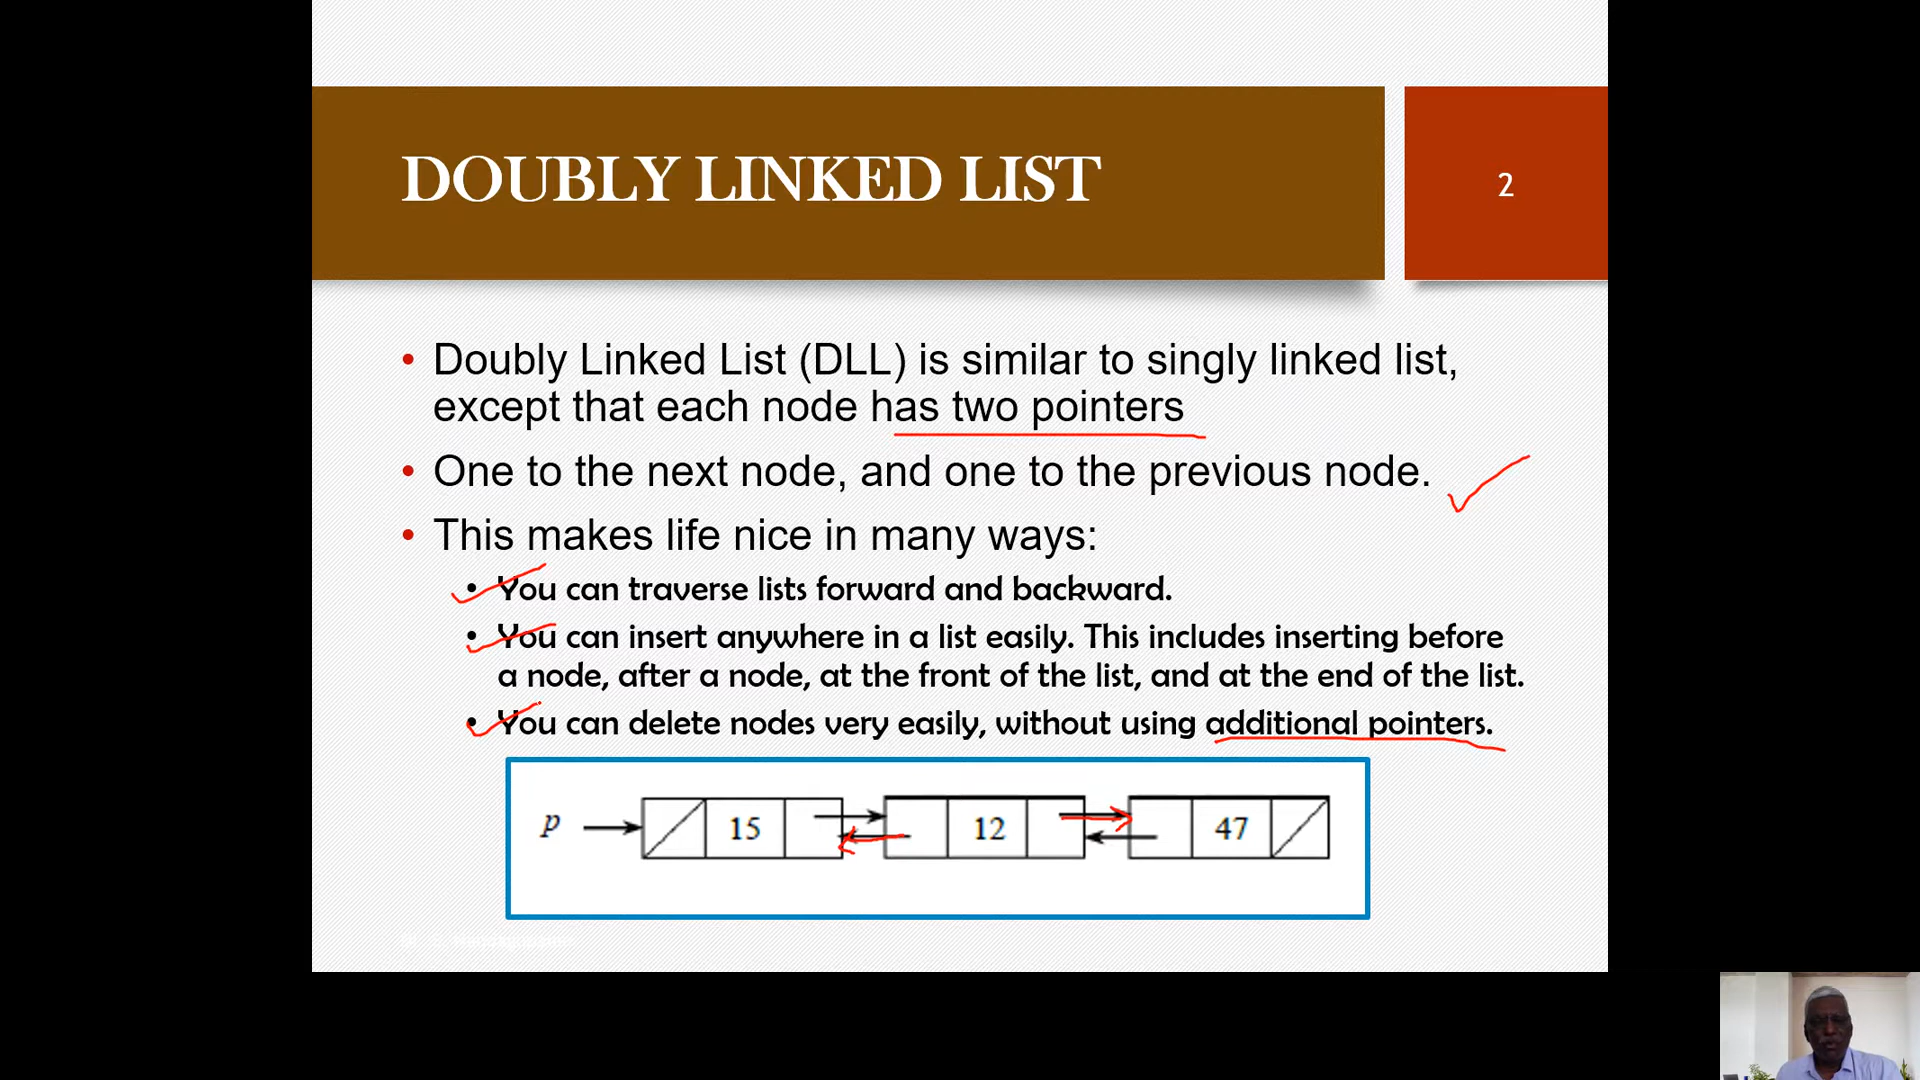 DOUBLY LINKED LIST
2
• Doubly Linked List (DLL) is similar to singly linked list,
except that each node has two pointers
• One to the next node, and one to the previous node.
• This makes life nice in many ways:
• You can traverse lists forward and backward.
• You can insert anywhere in a list easily. This includes inserting before
a node, after a node, at the front of the list, and at the end of the list.
• You can delete nodes very easily, without using additional pointers.
p 15 12 47